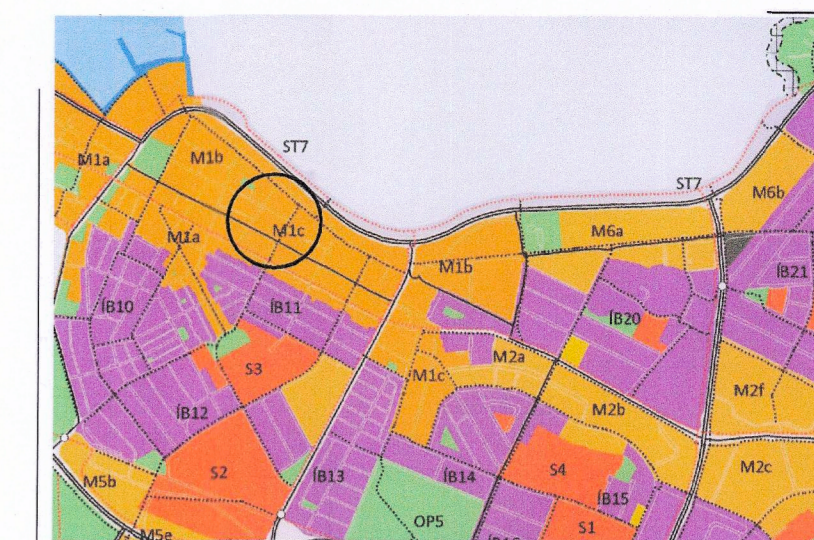 ST7
M1b
M1a
ST7
M6b
M1c
M6a
M1a
M1b
ÍB21
ÍB10
ÍB11
ÍB20
M2a
S3
M1c
M2f
M2b
ÍB12
M2c
S2
S4
ÍB13
ÍB14
M5b
ÍB15
OP5
S1
M5e